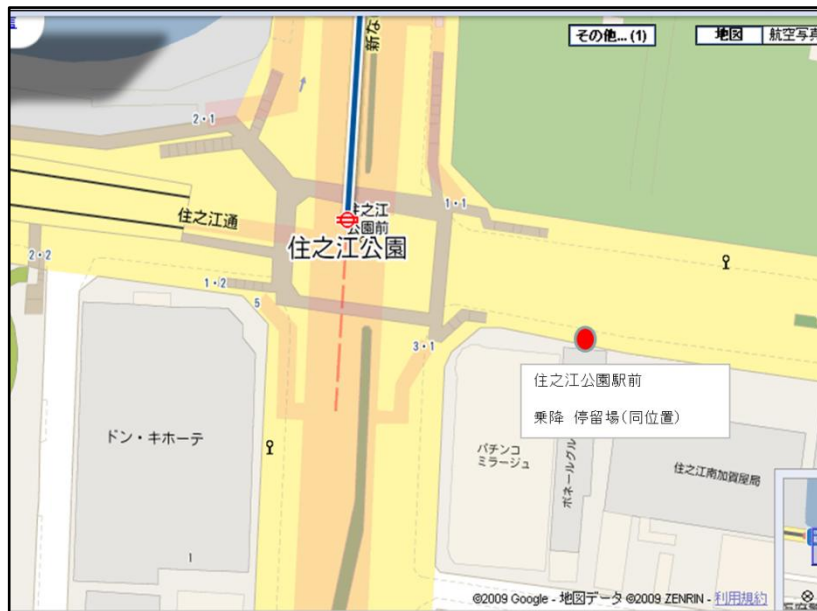 その他... (1)
地図
航空写真
新な
2・1
住之江
公園前
1・1
住之江通
住之江公園
2・2
1・2
5
3・1
住之江公園駅前
乗降 停留場(同位置)
ドン・キホーテ
パチンコ
ミラージュ
ボネールグル
住之江南加賀屋局
1
©2009 Google - 地図データ ©2009 ZENRIN - 利用規約